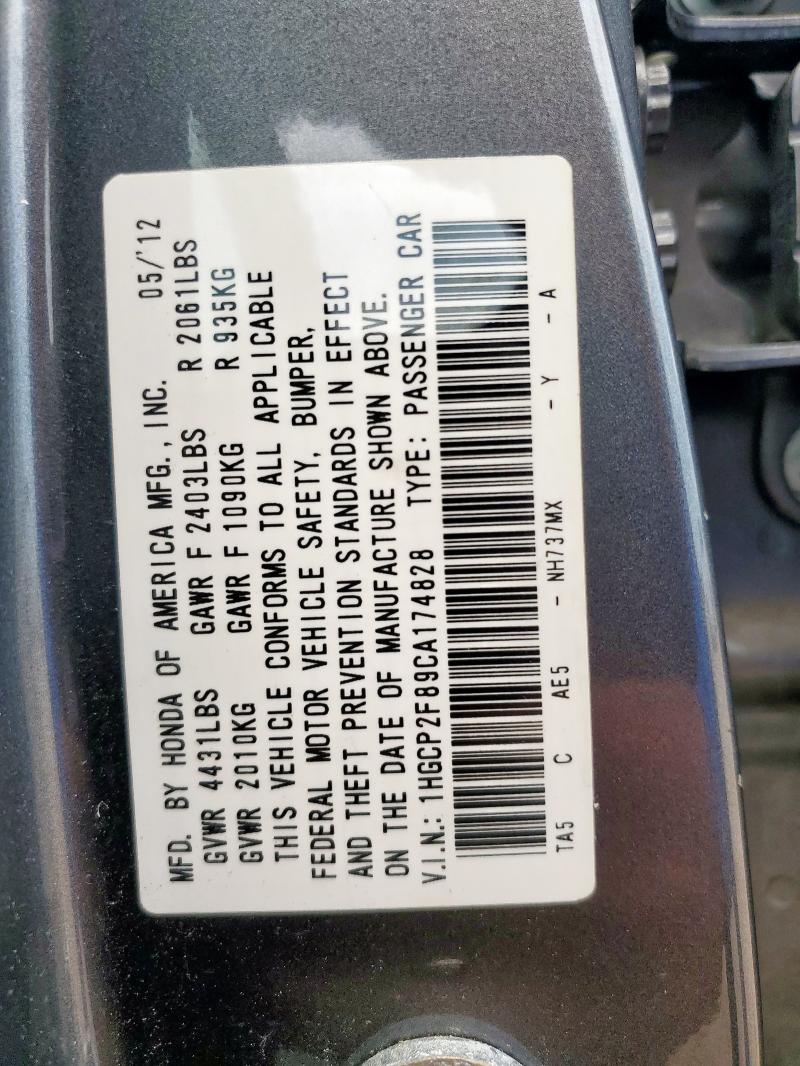 MFD. BY HONDA OF AMERICA MFG., INC. 05/'12
GVWR 4431LBS GAWR F 2403LBS R 2061LBS
GVWR 2010KG GAWR F 1090KG R 935KG
THIS VEHICLE CONFORMS TO ALL APPLICABLE
FEDERAL MOTOR VEHICLE SAFETY, BUMPER,
AND THEFT PREVENTION STANDARDS IN EFFECT
ON THE DATE OF MANUFACTURE SHOWN ABOVE.
V.I.N.: 1HGCP2F89CA174828 TYPE: PASSENGER CAR
TA5 C AE5 - NH737MX - Y - A